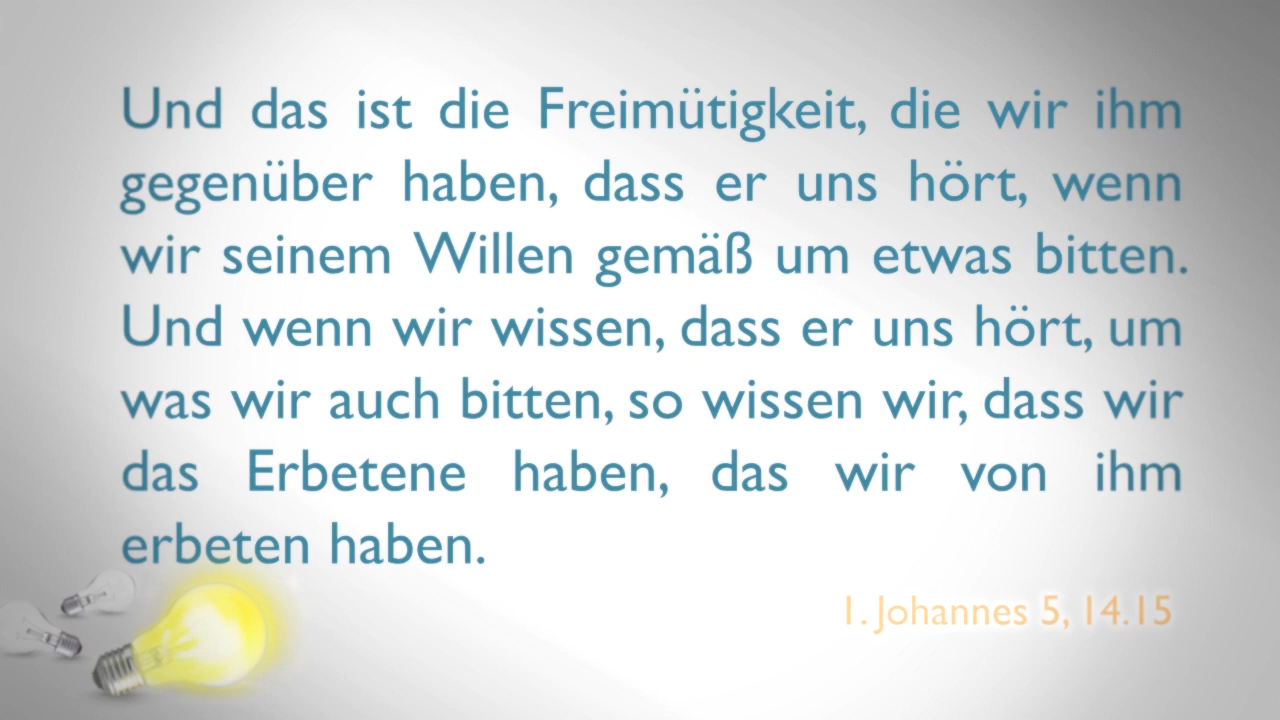 Und das ist die Freimütigkeit, die wir ihm
gegenüber haben, dass er uns hört, wenn
wir seinem Willen gemäß um etwas bitten.
Und wenn wir wissen, dass er uns hört, um
was wir auch bitten, so wissen wir, dass wir
das Erbetene haben, das wir von ihm
erbeten haben.
1. Johannes 5, 14.15